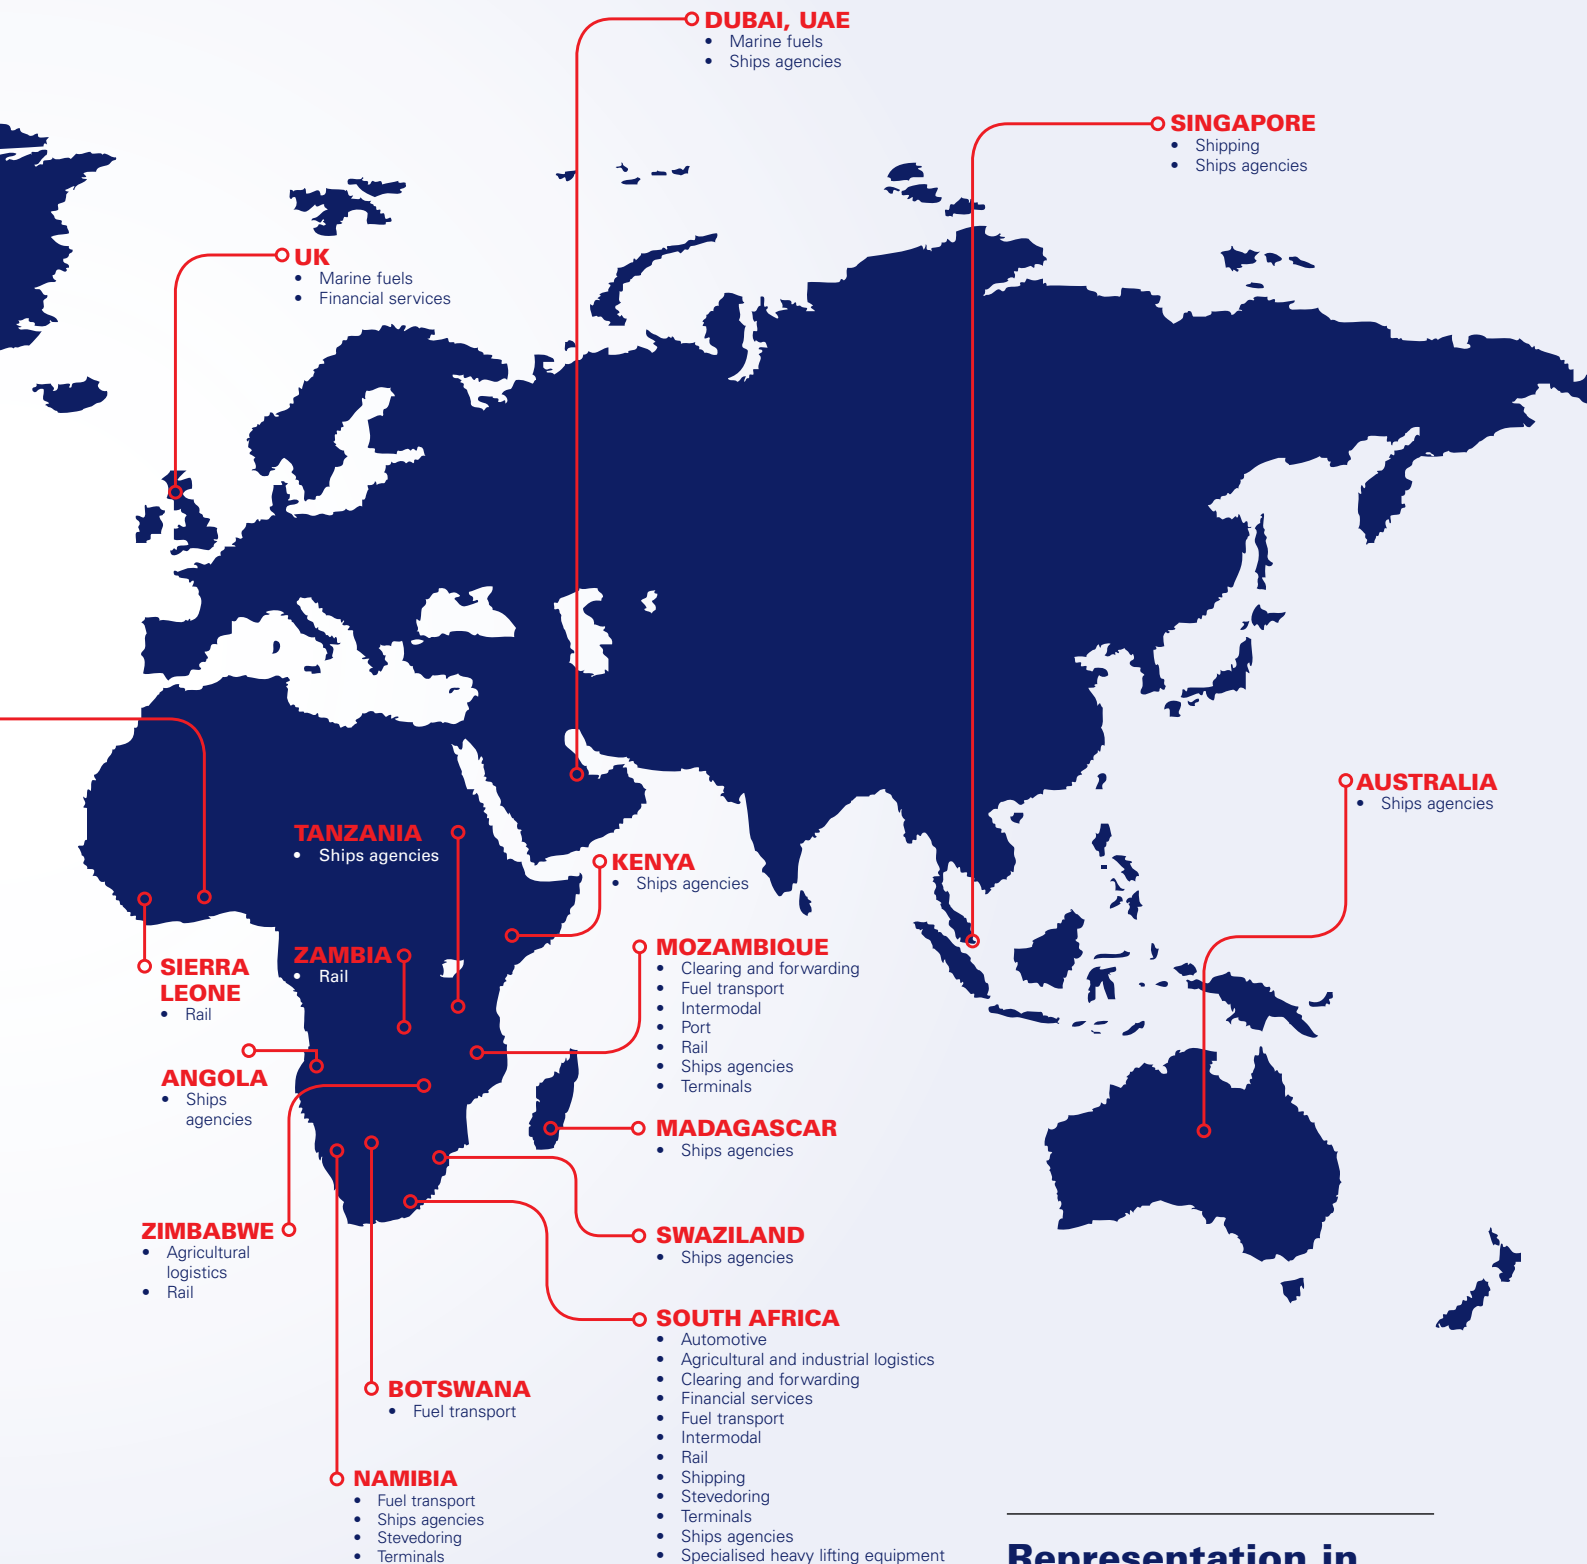 DUBAI, UAE
• Marine fuels
• Ships agencies
SINGAPORE
• Shipping
• Ships agencies
UK
• Marine fuels
• Financial services
AUSTRALIA
• Ships agencies
TANZANIA
• Ships agencies
KENYA
• Ships agencies
ZAMBIA
• Rail
MOZAMBIQUE
• Clearing and forwarding
• Fuel transport
• Intermodal
• Port
• Rail
• Ships agencies
• Terminals
SIERRA
LEONE
• Rail
ANGOLA
• Ships
agencies
MADAGASCAR
• Ships agencies
ZIMBABWE
• Agricultural
logistics
• Rail
SWAZILAND
• Ships agencies
SOUTH AFRICA
• Automotive
• Agricultural and industrial logistics
• Clearing and forwarding
• Financial services
• Fuel transport
• Intermodal
• Rail
• Shipping
• Stevedoring
• Terminals
• Ships agencies
• Specialised heavy lifting equipment
BOTSWANA
• Fuel transport
NAMIBIA
• Fuel transport
• Ships agencies
• Stevedoring
• Terminals
Representation in